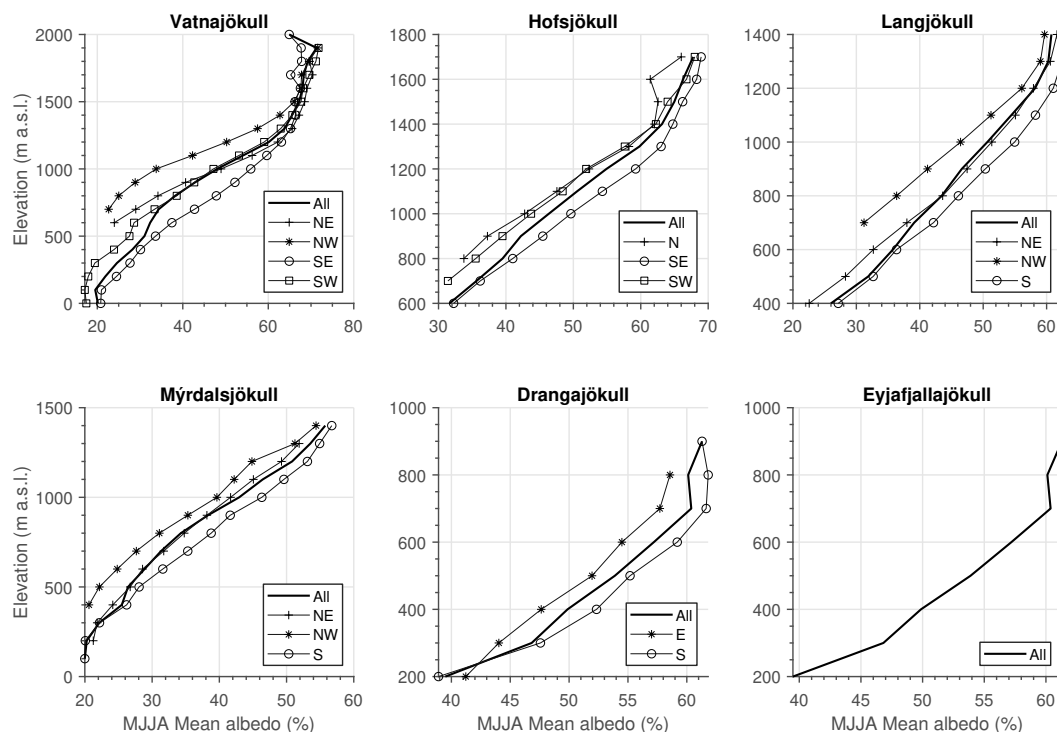 Vatnajökull
Hofsjökull
Langjökull
Elevation (m a.s.l.)
2000
1500
1000
500
0
20
40
60
80
All
NE
NW
SE
SW
1800
1600
1400
1200
1000
800
600
30
40
50
60
70
All
N
SE
SW
1400
1200
1000
800
600
400
20
30
40
50
60
All
NE
NW
S
Mýrdalsjökull
Drangajökull
Eyjafjallajökull
Elevation (m a.s.l.)
1500
1000
500
0
20
30
40
50
60
All
NE
NW
S
MJJA Mean albedo (%)
1000
800
600
400
200
40
45
50
55
60
All
E
S
MJJA Mean albedo (%)
1000
800
600
400
200
40
45
50
55
60
All
MJJA Mean albedo (%)